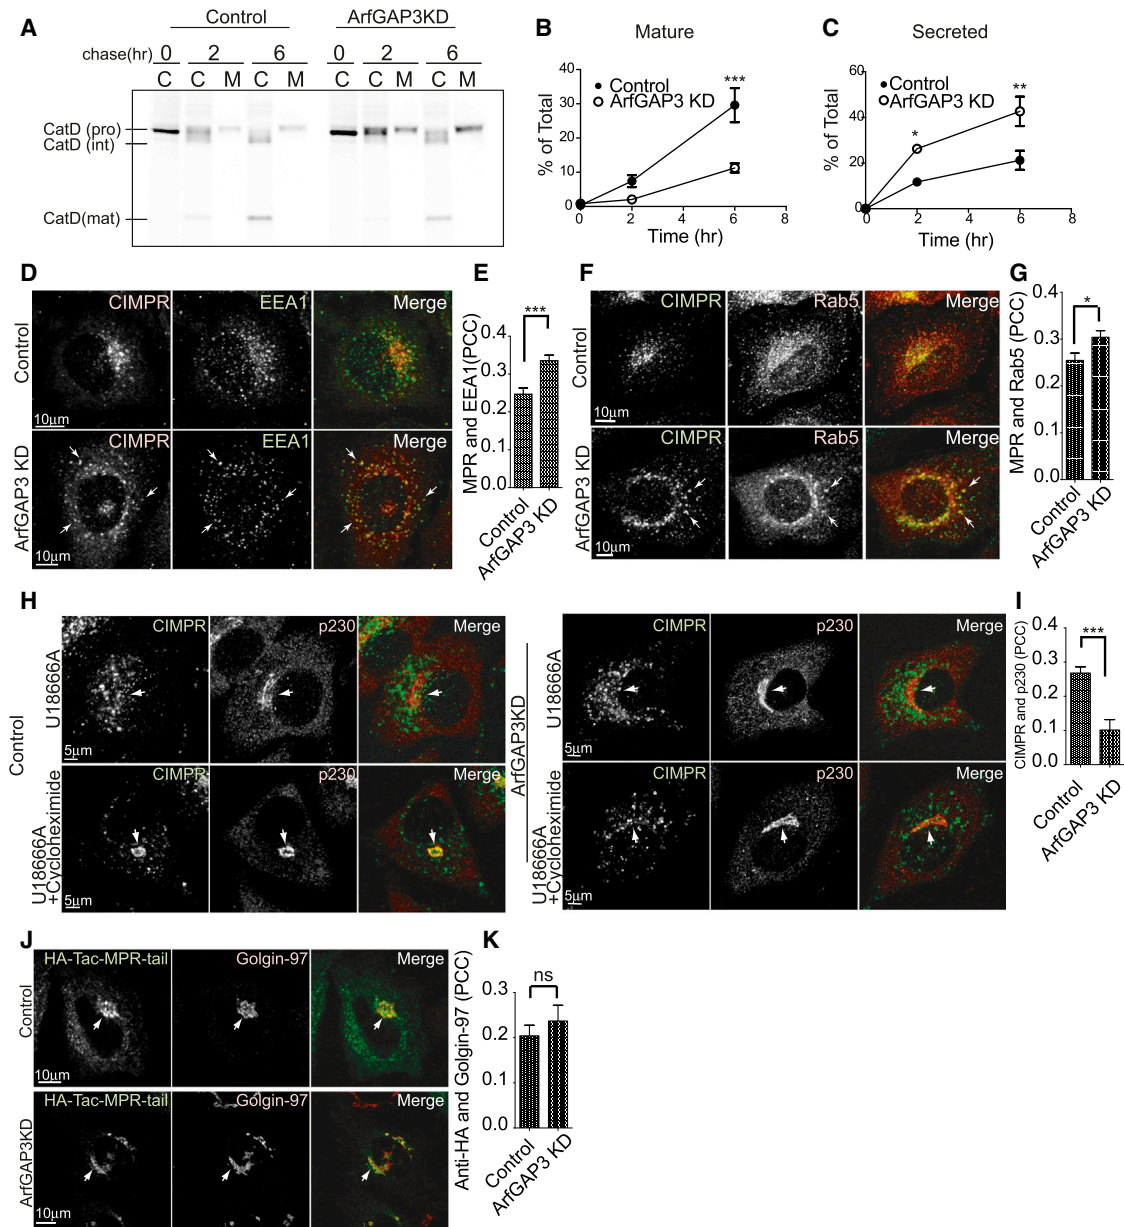 A
Control
ArfGAP3KD
chase(hr) 0 2 6 0 2 6
C C M C M C C M C M
CatD (pro)
CatD (int)
CatD(mat)
B
Mature
Control
ArfGAP3 KD
***
% of Total
40
30
20
10
0
0 2 4 6 8
Time (hr)
C
Secreted
Control
ArfGAP3 KD
*
**
% of Total
60
40
20
0
0 2 4 6 8
Time (hr)
D
Control
CIMPR
EEA1
Merge
10µm
ArfGAP3 KD
CIMPR
EEA1
Merge
10µm
E
MPR and EEA1(PCC)
***
0.4
0.3
0.2
0.1
0.0
Control
ArfGAP3 KD
F
Control
CIMPR
Rab5
Merge
10µm
ArfGAP3 KD
CIMPR
Rab5
Merge
10µm
G
MPR and Rab5 (PCC)
*
0.4
0.3
0.2
0.1
0.0
Control
ArfGAP3 KD
H
Control
U18666A
CIMPR
p230
Merge
5µm
U18666A
+Cycloheximide
CIMPR
p230
Merge
5µm
ArfGAP3KD
U18666A
CIMPR
p230
Merge
5µm
U18666A
+Cycloheximide
CIMPR
p230
Merge
5µm
I
CIMPR and p230 (PCC)
***
0.4
0.3
0.2
0.1
0.0
Control
ArfGAP3 KD
J
Control
HA-Tac-MPR-tail
Golgin-97
Merge
10µm
ArfGAP3KD
HA-Tac-MPR-tail
Golgin-97
Merge
10µm
K
Anti-HA and Golgin-97 (PCC)
ns
0.3
0.2
0.1
0.0
Control
ArfGAP3 KD